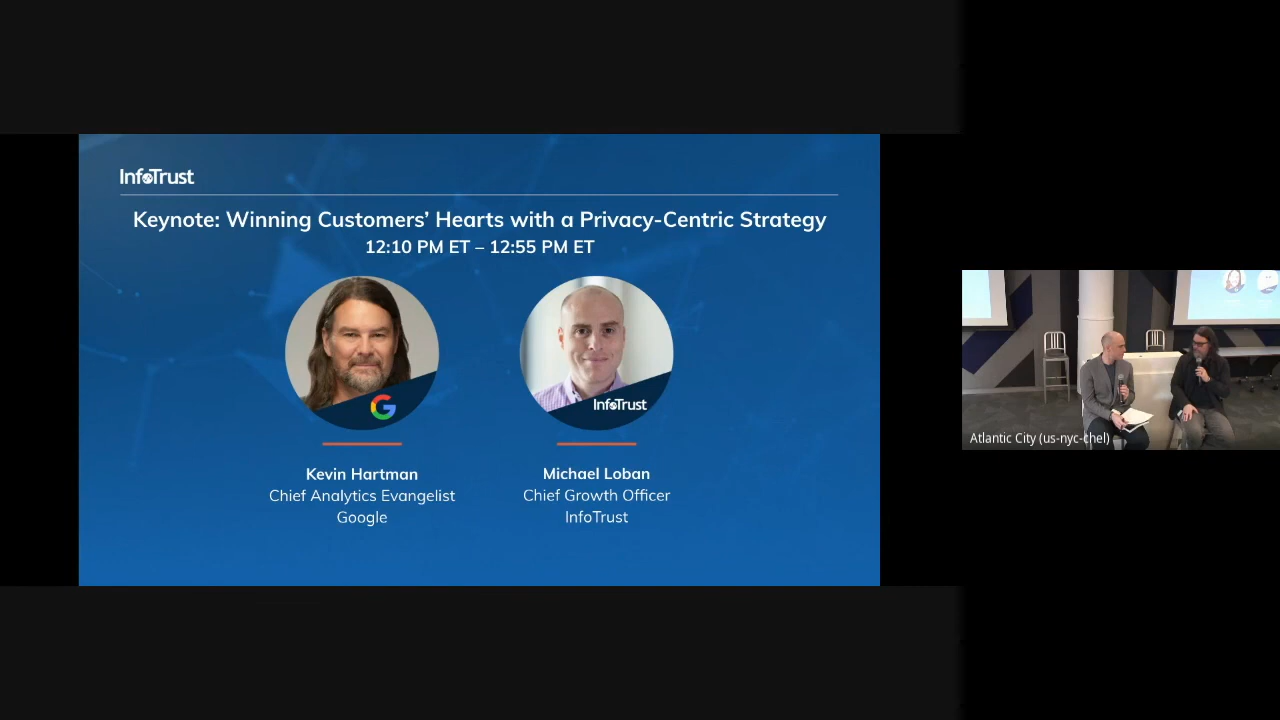 InfoTrust
Keynote: Winning Customers’ Hearts with a Privacy-Centric Strategy
12:10 PM ET – 12:55 PM ET
G
InfoTrust
Kevin Hartman
Chief Analytics Evangelist
Google
Michael Loban
Chief Growth Officer
InfoTrust
Atlantic City (us-nyc-chel)